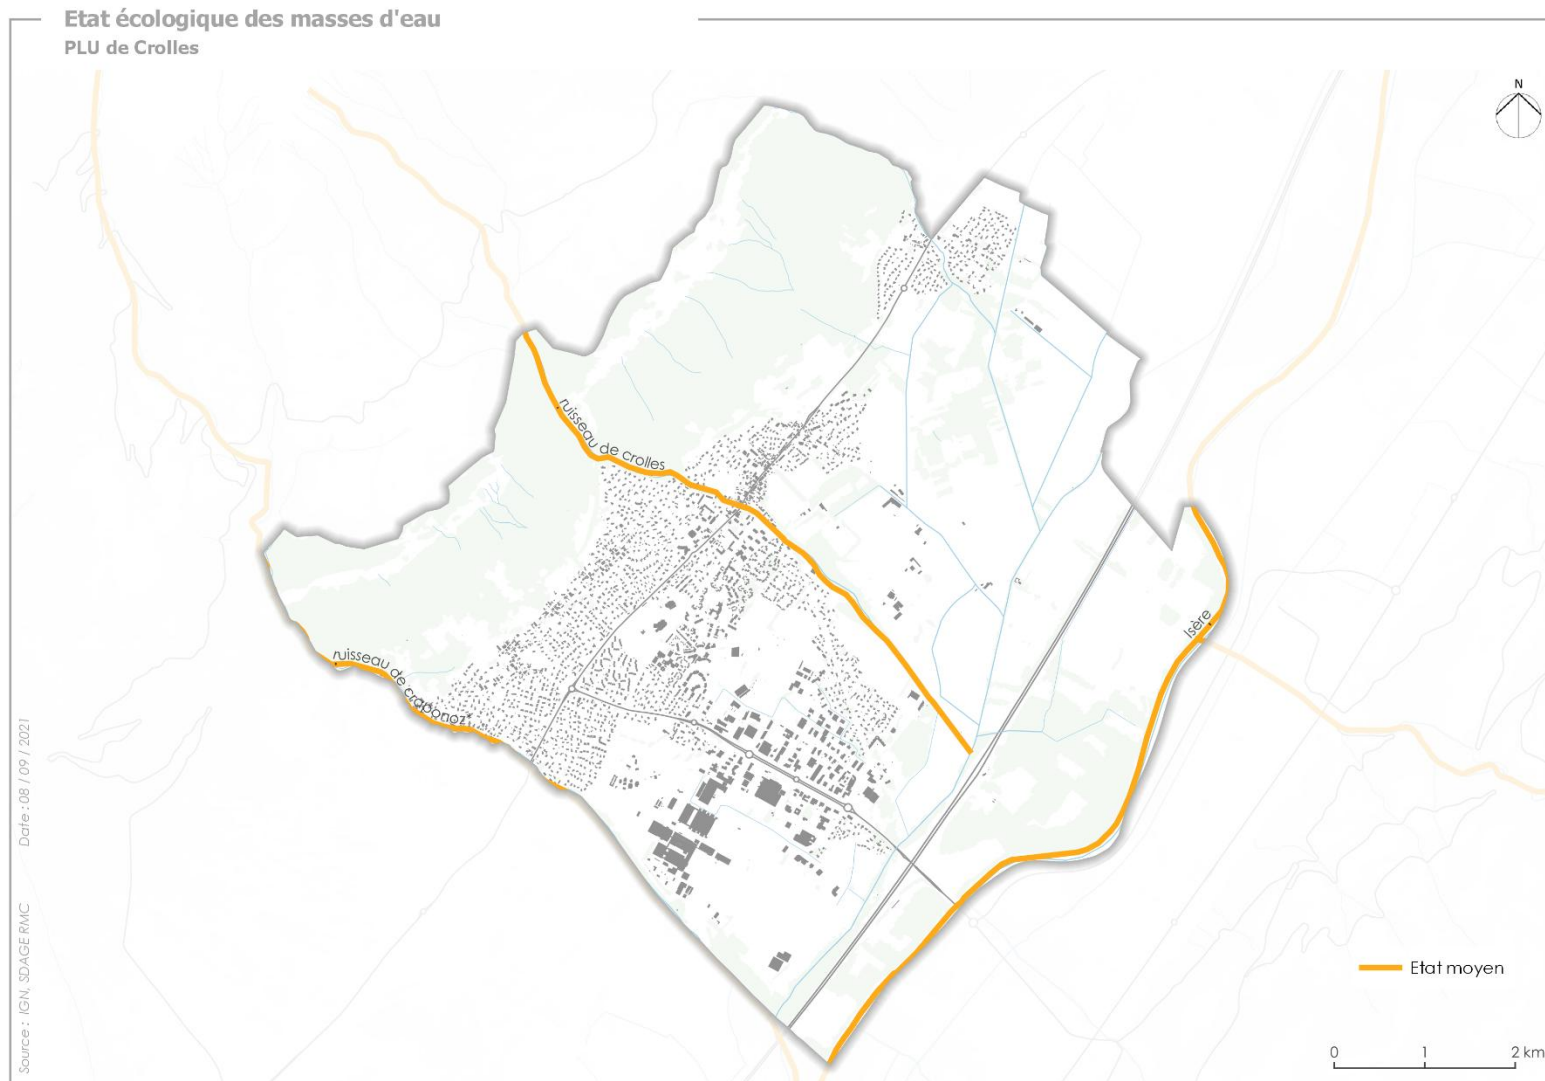 Etat écologique des masses d'eau
PLU de Crolles
N
ruisseau de crolles
Isère
ruisseau de craponoz
Etat moyen
0 1 2 km
Source : IGN, SDAGE RMC Date : 08 / 09 / 2021